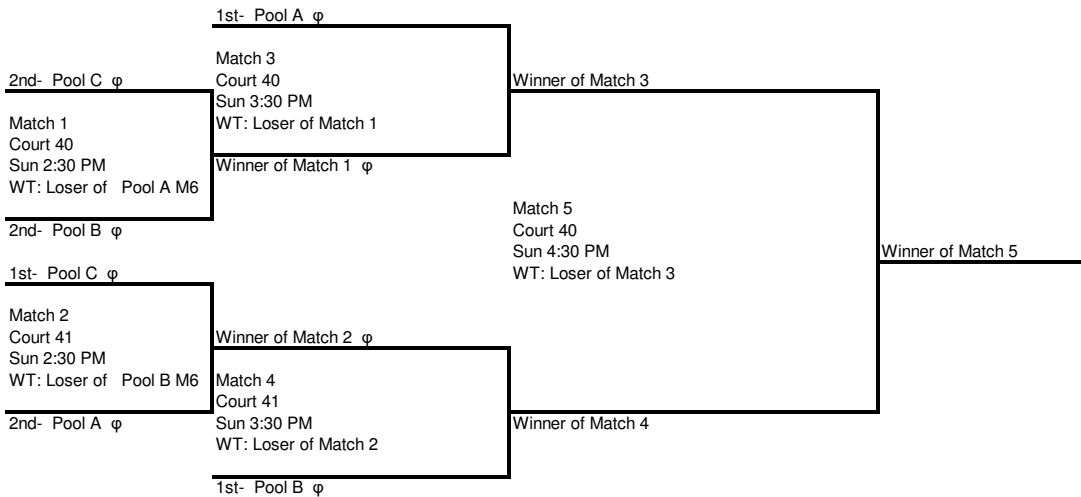 1st- Pool A φ
Match 3
Court 40
Sun 3:30 PM
WT: Loser of Match 1
2nd- Pool C φ
Match 1
Court 40
Sun 2:30 PM
WT: Loser of Pool A M6
2nd- Pool B φ
Winner of Match 1 φ
Winner of Match 3
Match 5
Court 40
Sun 4:30 PM
WT: Loser of Match 3
Winner of Match 5
1st- Pool C φ
Match 2
Court 41
Sun 2:30 PM
WT: Loser of Pool B M6
2nd- Pool A φ
Winner of Match 2 φ
Match 4
Court 41
Sun 3:30 PM
WT: Loser of Match 2
1st- Pool B φ
Winner of Match 4